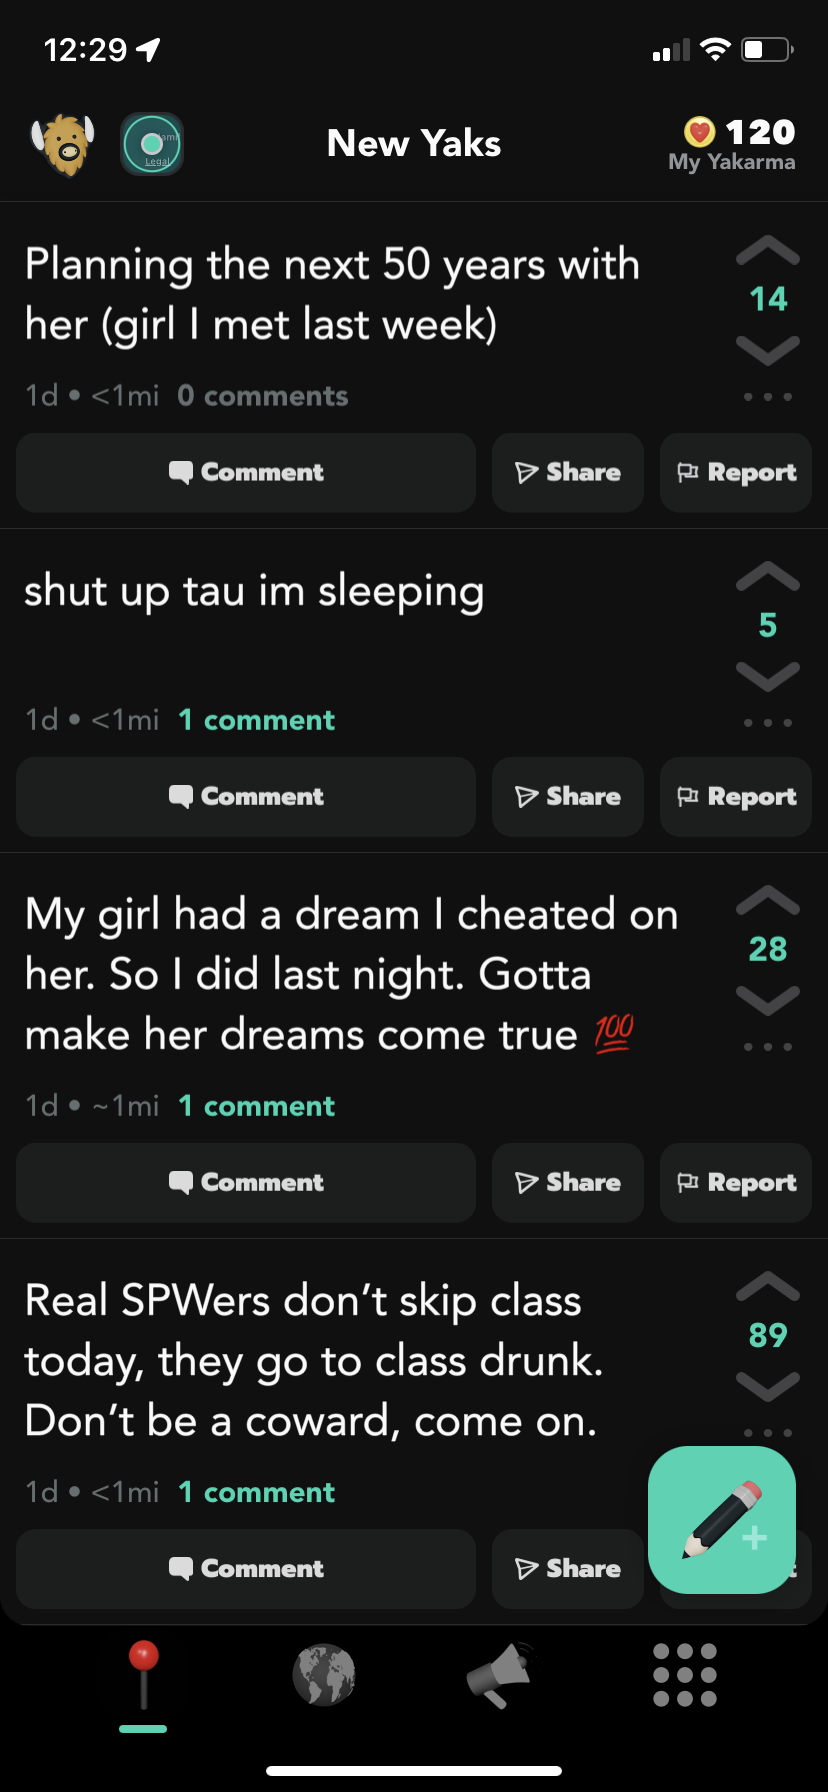 12:29
Legal
New Yaks
120
My Yakarma
Planning the next 50 years with
her (girl I met last week)
14
1d • <1mi 0 comments
Comment
Share
Report
shut up tau im sleeping
5
1d • <1mi 1 comment
Comment
Share
Report
My girl had a dream I cheated on
her. So I did last night. Gotta
make her dreams come true 💯
28
1d • ~1mi 1 comment
Comment
Share
Report
Real SPWers don’t skip class
today, they go to class drunk.
Don’t be a coward, come on.
89
1d • <1mi 1 comment
Comment
Share